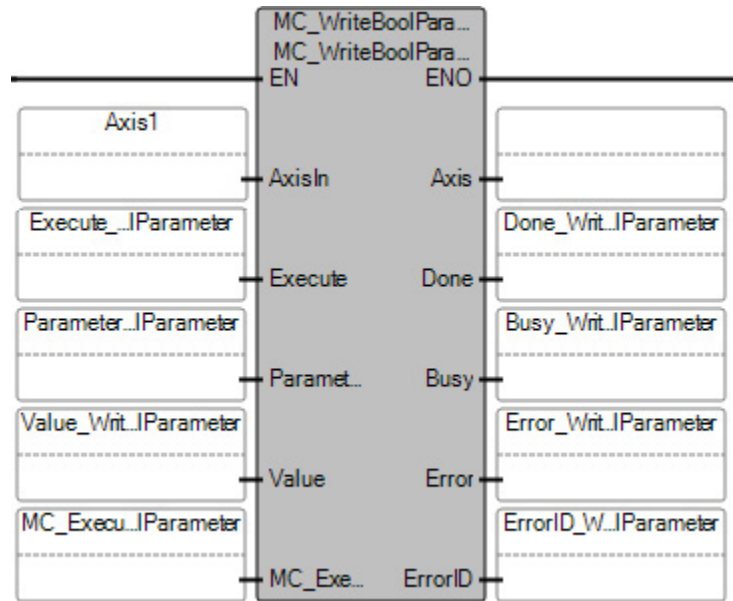 MC_WriteBoolPara...
MC_WriteBoolPara...
EN ENO
Axis1
AxisIn Axis
Execute_...lParameter Done_Writ..lParameter
Execute Done
Parameter..lParameter Busy_Writ..lParameter
Paramet... Busy
Value_Writ..lParameter Error_Writ..lParameter
Value Error
MC_Execu..lParameter ErrorID_W...lParameter
MC_Exe... ErrorID